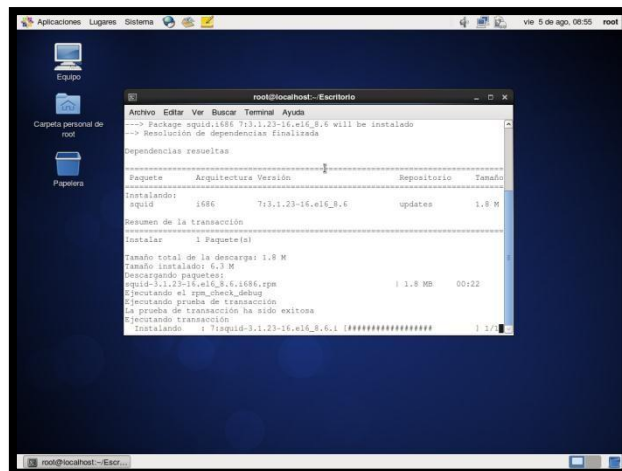 Aplicaciones Lugares Sistema vie 5 de ago, 08:55 root
Equipo
Carpeta personal de
root
Papelera
root@localhost:~/Escritorio
Archivo Editar Ver Buscar Terminal Ayuda
---> Package squid.i686 7:3.1.23-16.el6_8.6 will be instalado
--> Resolución de dependencias finalizada
Dependencias resueltas
================================================================================
Paquete Arquitectura Versión Repositorio Tamaño
================================================================================
Instalando:
squid i686 7:3.1.23-16.el6_8.6 updates 1.8 M
Resumen de la transacción
================================================================================
Instalar 1 Paquete(s)
Tamaño total de la descarga: 1.8 M
Tamaño instalado: 6.3 M
Descargando paquetes:
squid-3.1.23-16.el6_8.6.i686.rpm | 1.8 MB 00:22
Ejecutando el rpm_check_debug
Ejecutando prueba de transacción
La prueba de transacción ha sido exitosa
Ejecutando transacción
Instalando : 7:squid-3.1.23-16.el6_8.6.i [################## ] 1/1
root@localhost:~/Escr...